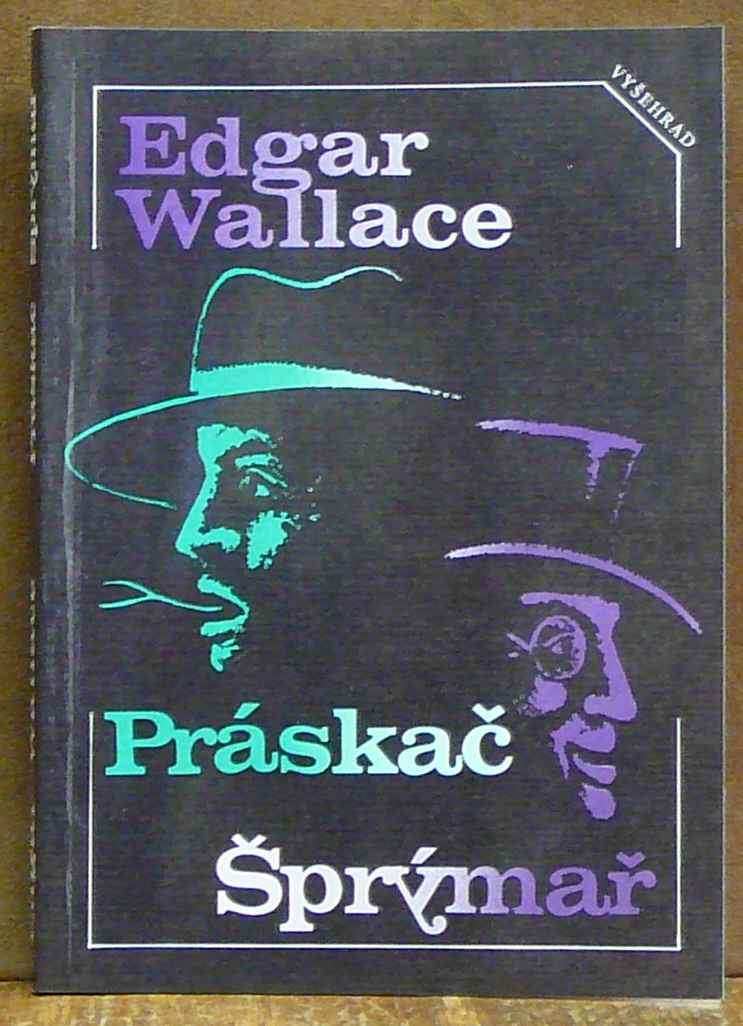 VYŠEHRAD
Edgar
Wallace
Práskač
Šprýmař